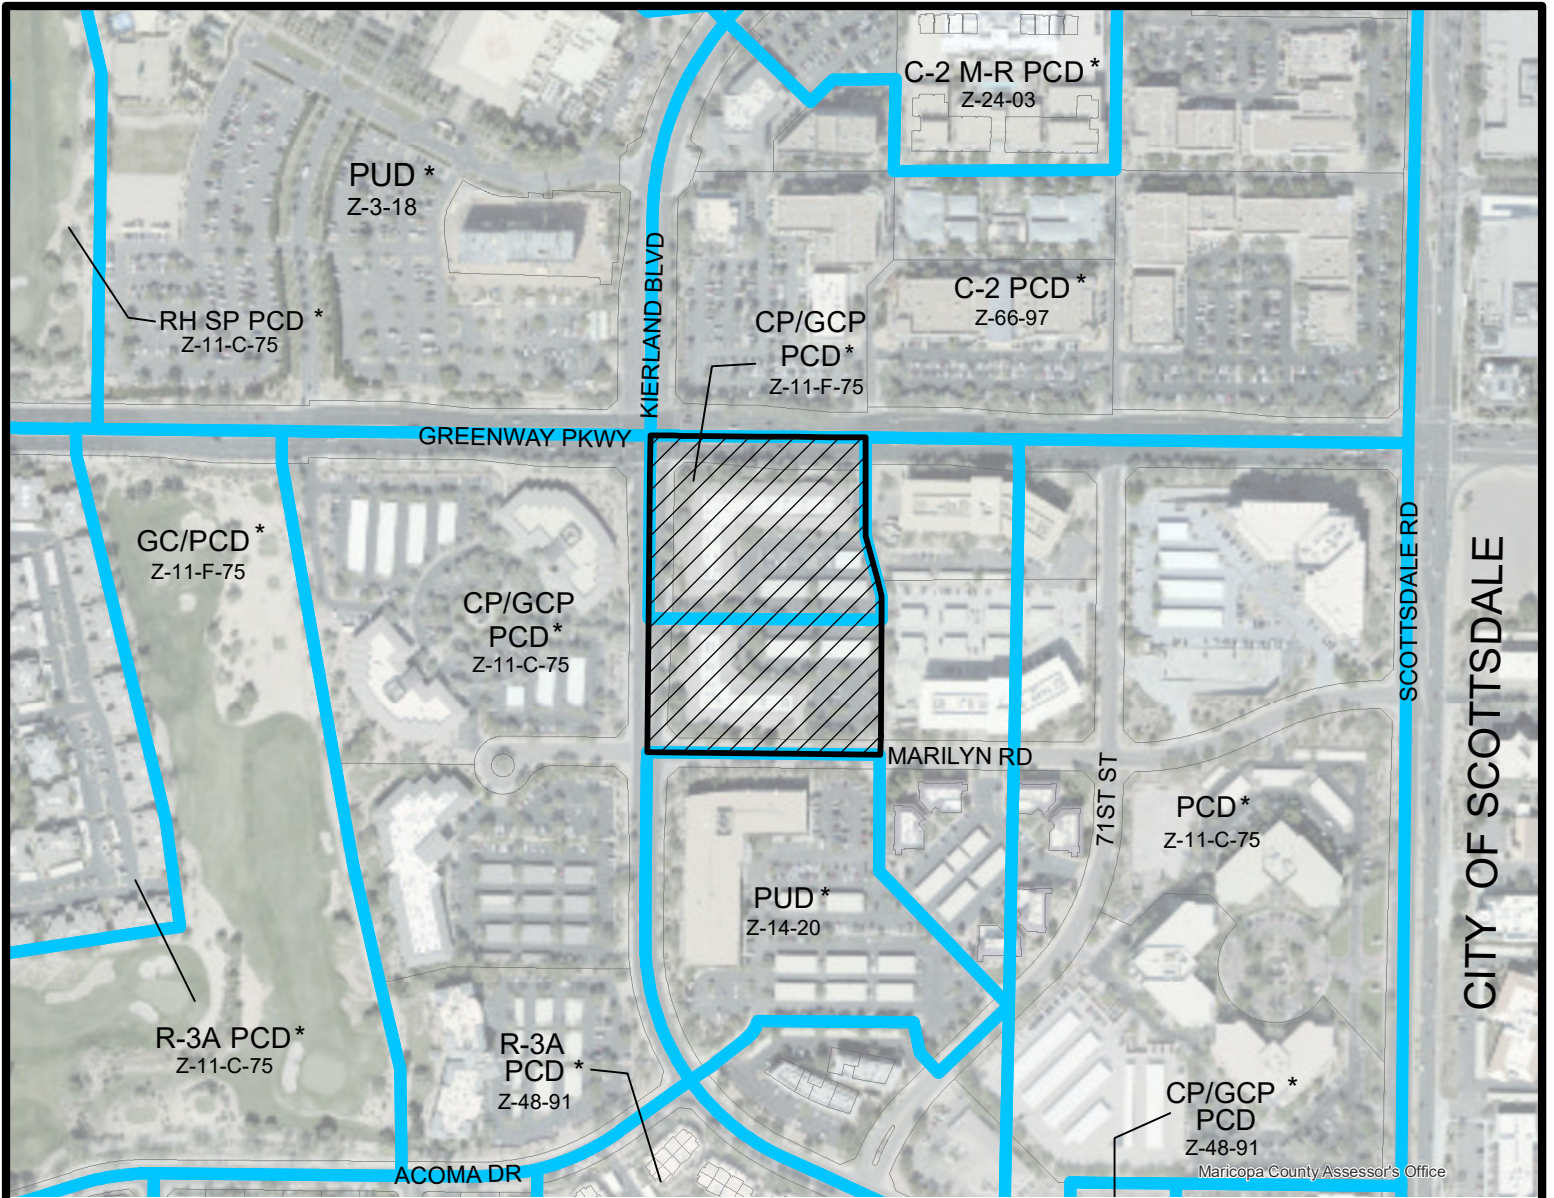 C-2 M-R PCD *
Z-24-03
PUD *
Z-3-18
RH SP PCD *
Z-11-C-75
KIERLAND BLVD
CP/GCP
PCD *
Z-11-F-75
C-2 PCD *
Z-66-97
GREENWAY PKWY
GC/PCD *
Z-11-F-75
CP/GCP
PCD *
Z-11-C-75
SCOTTSDALE RD
CITY OF SCOTTSDALE
MARILYN RD
71ST ST
PCD *
Z-11-C-75
PUD *
Z-14-20
R-3A PCD *
Z-11-C-75
R-3A
PCD *
Z-48-91
CP/GCP *
PCD
Z-48-91
ACOMA DR
Maricopa County Assessor's Office